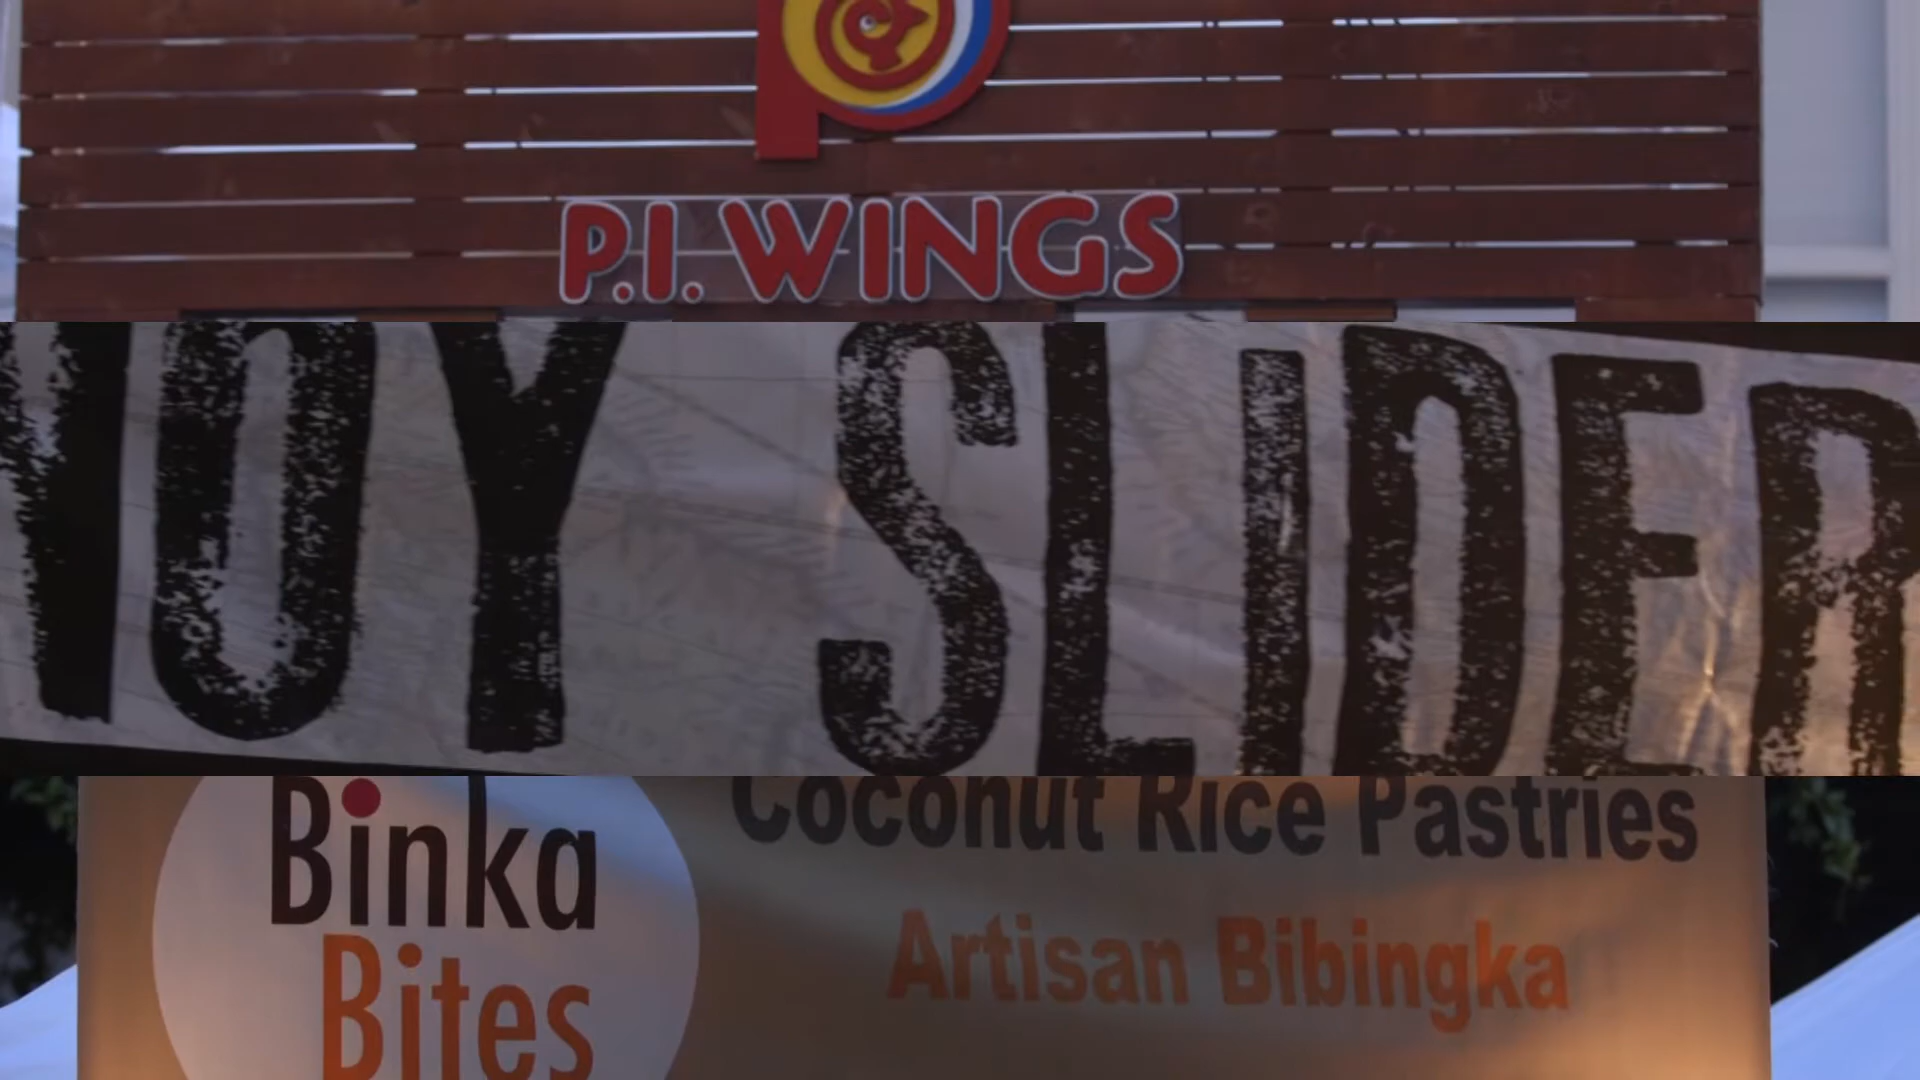 P.I. WINGS
NOY SLIDER
Binka
Bites
Coconut Rice Pastries
Artisan Bibingka